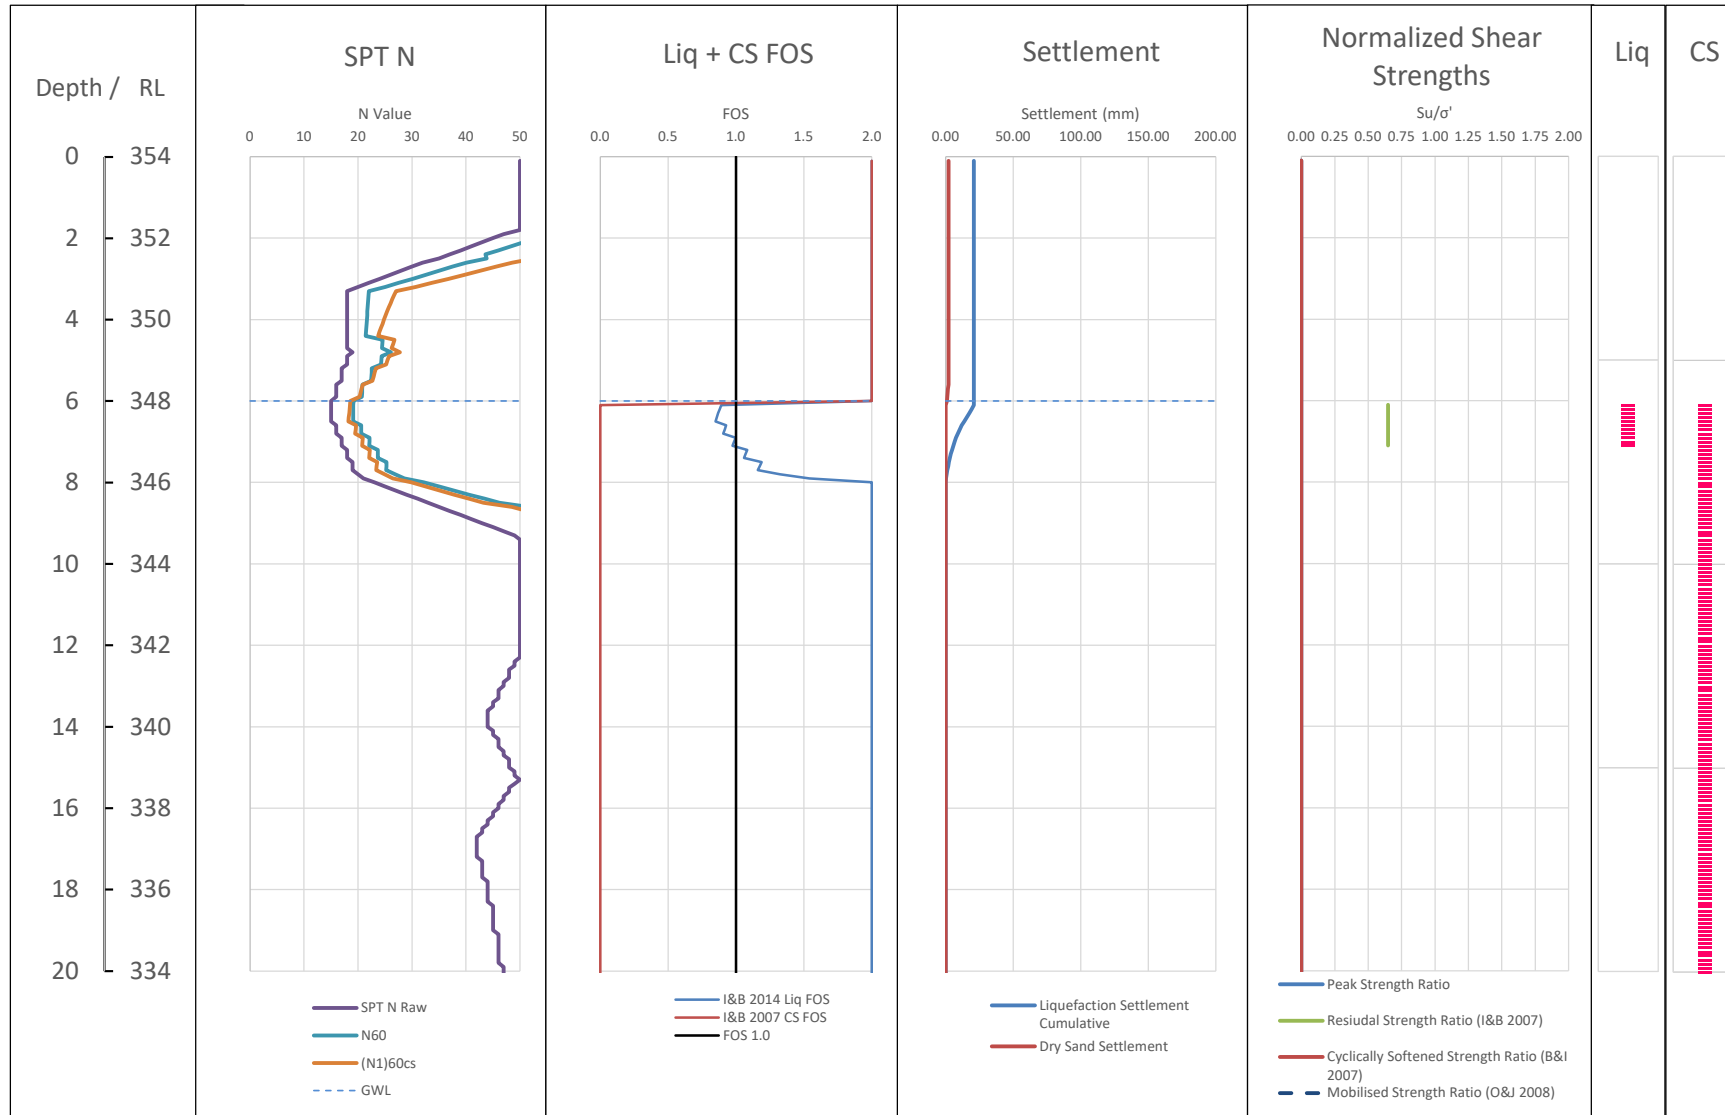 Depth / RL
SPT N
Liq + CS FOS
Settlement
Normalized Shear
Strengths
Liq
CS
N Value
FOS
Settlement (mm)
Su/σ'
0 10 20 30 40 50
0.0 0.5 1.0 1.5 2.0
0.00 50.00 100.00 150.00 200.00
0.00 0.25 0.50 0.75 1.00 1.25 1.50 1.75 2.00
0 354
2 352
4 350
6 348
8 346
10 344
12 342
14 340
16 338
18 336
20 334
SPT N Raw
N60
(N1)60cs
GWL
I&B 2014 Liq FOS
I&B 2007 CS FOS
FOS 1.0
Liquefaction Settlement
Cumulative
Dry Sand Settlement
Peak Strength Ratio
Resiudal Strength Ratio (I&B 2007)
Cyclically Softened Strength Ratio (B&I
2007)
Mobilised Strength Ratio (O&J 2008)